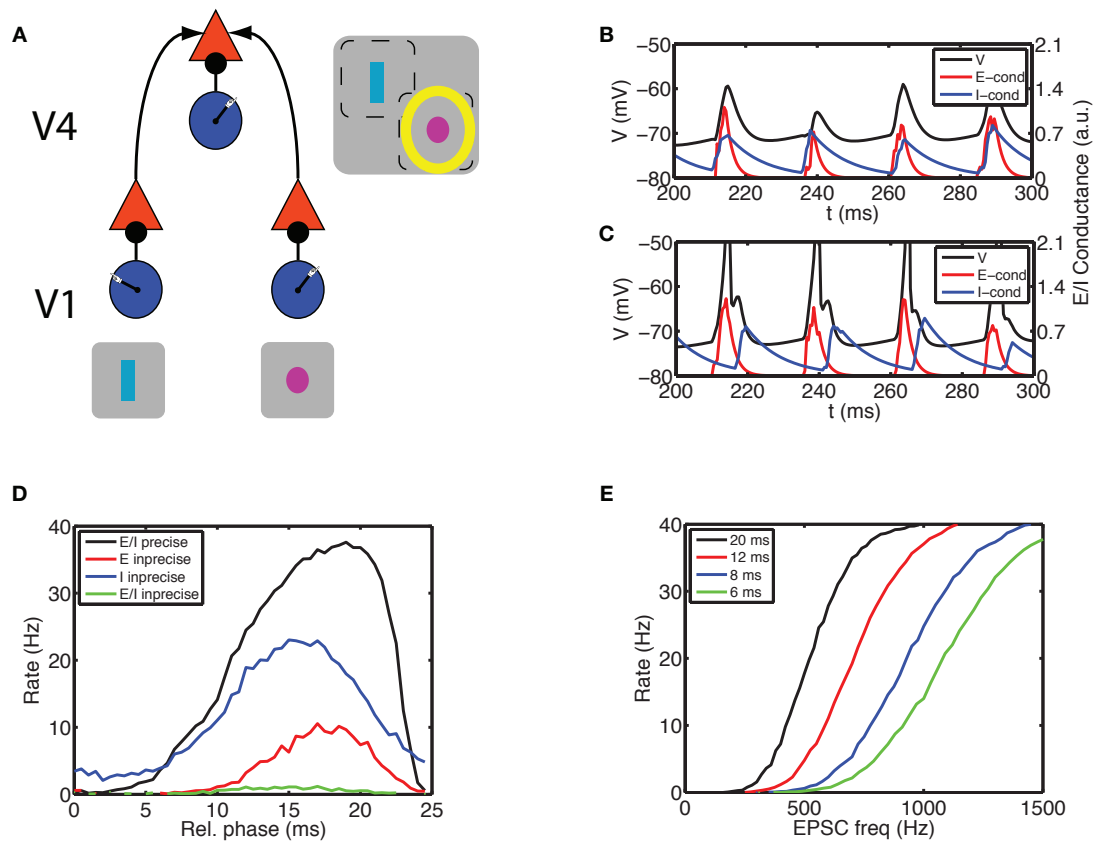 A
V4
V1
B
−50
−60
−70
−80
V (mV)
V
E−cond
I−cond
2.1
1.4
0.7
0
200
220
240
260
280
300
t (ms)
C
−50
−60
−70
−80
V (mV)
V
E−cond
I−cond
2.1
1.4
0.7
0
200
220
240
260
280
300
t (ms)
E/I Conductance (a.u.)
D
40
30
20
10
0
Rate (Hz)
E/I precise
E inprecise
I inprecise
E/I inprecise
0
5
10
15
20
25
Rel. phase (ms)
E
40
30
20
10
0
Rate (Hz)
20 ms
12 ms
8 ms
6 ms
0
500
1000
1500
EPSC freq (Hz)